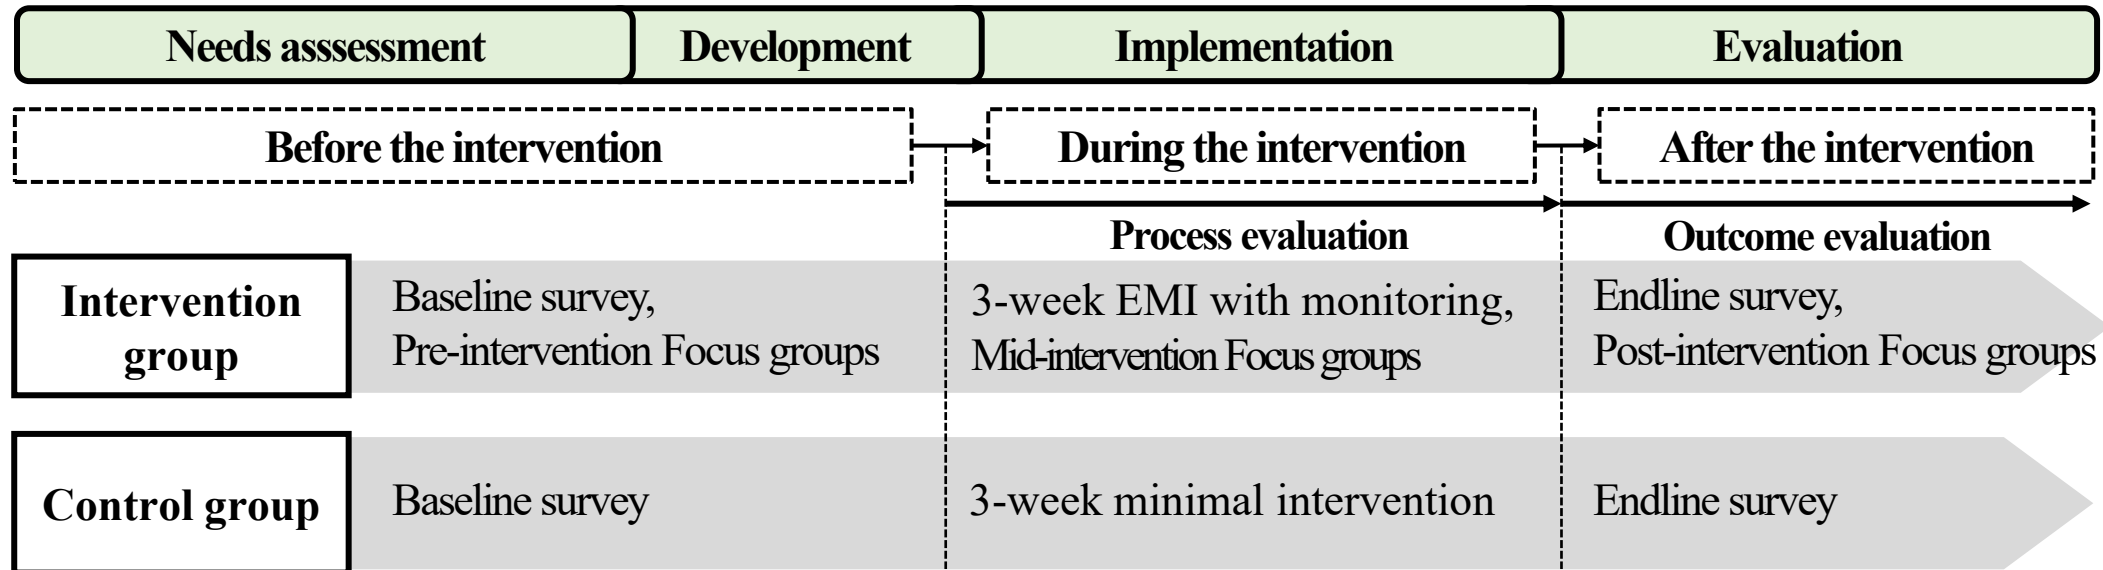 Needs asssessment
Development
Implementation
Evaluation
Before the intervention
During the intervention
After the intervention
Process evaluation
Outcome evaluation
Intervention
group
Baseline survey,
Pre-intervention Focus groups
3-week EMI with monitoring,
Mid-intervention Focus groups
Endline survey,
Post-intervention Focus groups
Control group
Baseline survey
3-week minimal intervention
Endline survey